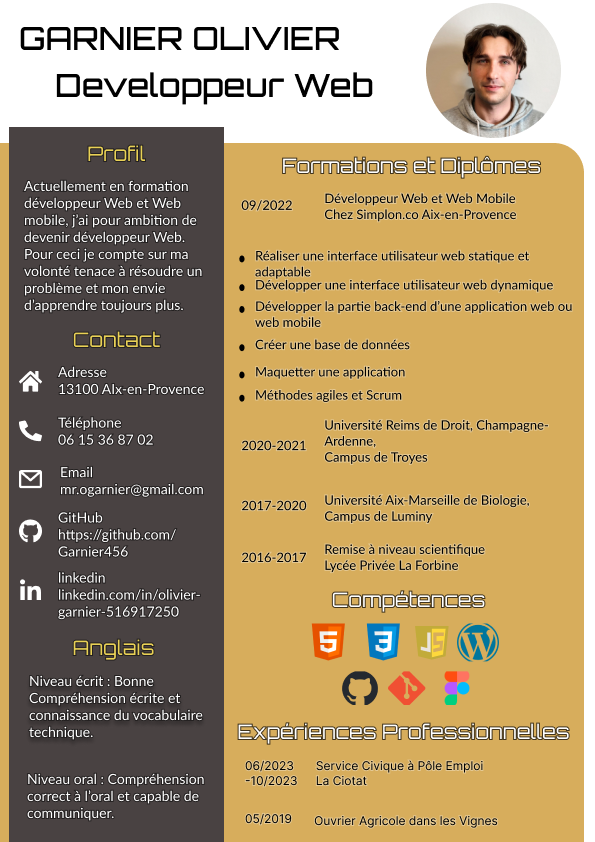 GARNIER OLIVIER
Developpeur Web
Profil
Actuellement en formation
développeur Web et Web
mobile, j'ai pour ambition de
devenir développeur Web.
Pour ceci je compte sur ma
volonté tenace à résoudre un
problème et mon envie
d'apprendre toujours plus.
Contact
Adresse
13100 AIx-en-Provence
Téléphone
06 15 36 87 02
Email
mr.ogarnier@gmail.com
GitHub
https://github.com/
Garnier456
linkedin
linkedin.com/in/olivier-
garnier-516917250
Anglais
Niveau écrit : Bonne
Compréhension écrite et
connaissance du vocabulaire
technique.
Niveau oral : Compréhension
correct à l'oral et capable de
communiquer.
Formations et Diplômes
09/2022
Développeur Web et Web Mobile
Chez Simplon.co Aix-en-Provence
Réaliser une interface utilisateur web statique et
adaptable
Développer une interface utilisateur web dynamique
Développer la partie back-end d'une application web ou
web mobile
Créer une base de données
Maquetter une application
Méthodes agiles et Scrum
2020-2021
Université Reims de Droit, Champagne-
Ardenne,
Campus de Troyes
2017-2020
Université Aix-Marseille de Biologie,
Campus de Luminy
2016-2017
Remise à niveau scientifique
Lycée Privée La Forbine
Compétences
5
3
JS
W
Expériences Professionnelles
06/2023
-10/2023
Service Civique à Pôle Emploi
La Ciotat
05/2019
Ouvrier Agricole dans les Vignes